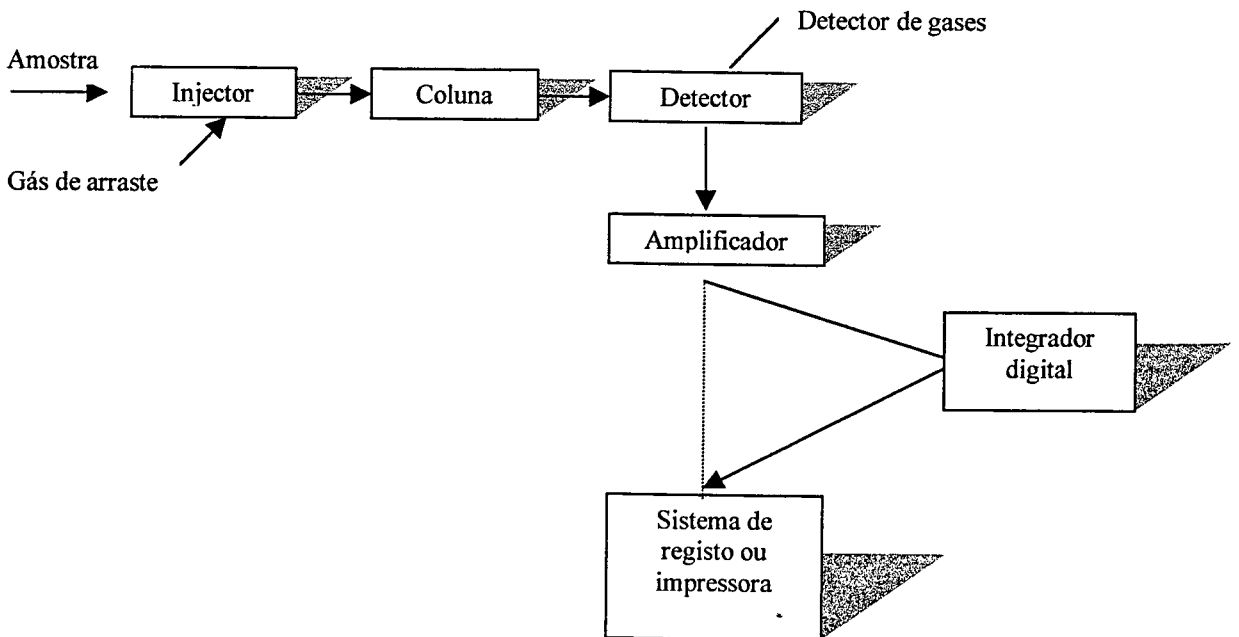 Detector de gases
Amostra
Injector
Coluna
Detector
Gás de arraste
Amplificador
Integrador
digital
Sistema de
registo ou
impressora